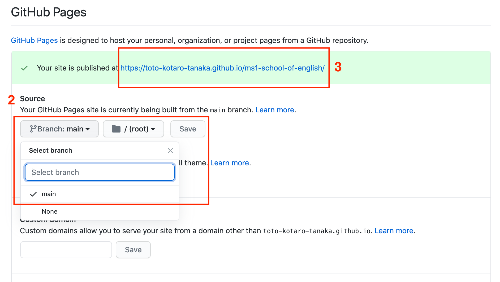 GitHub Pages
GitHub Pages is designed to host your personal, organization, or project pages from a GitHub repository.
Your site is published at https://toto-kotaro-tanaka.github.io/ms1-school-of-english/
3
2
Source
Your GitHub Pages site is currently being built from the main branch. Learn more.
Branch: main / (root) Save
Select branch
Select branch
ll theme. Learn more.
main
None
Custom domain
Custom domains allow you to serve your site from a domain other than toto-kotaro-tanaka.github.io. Learn more.
Save